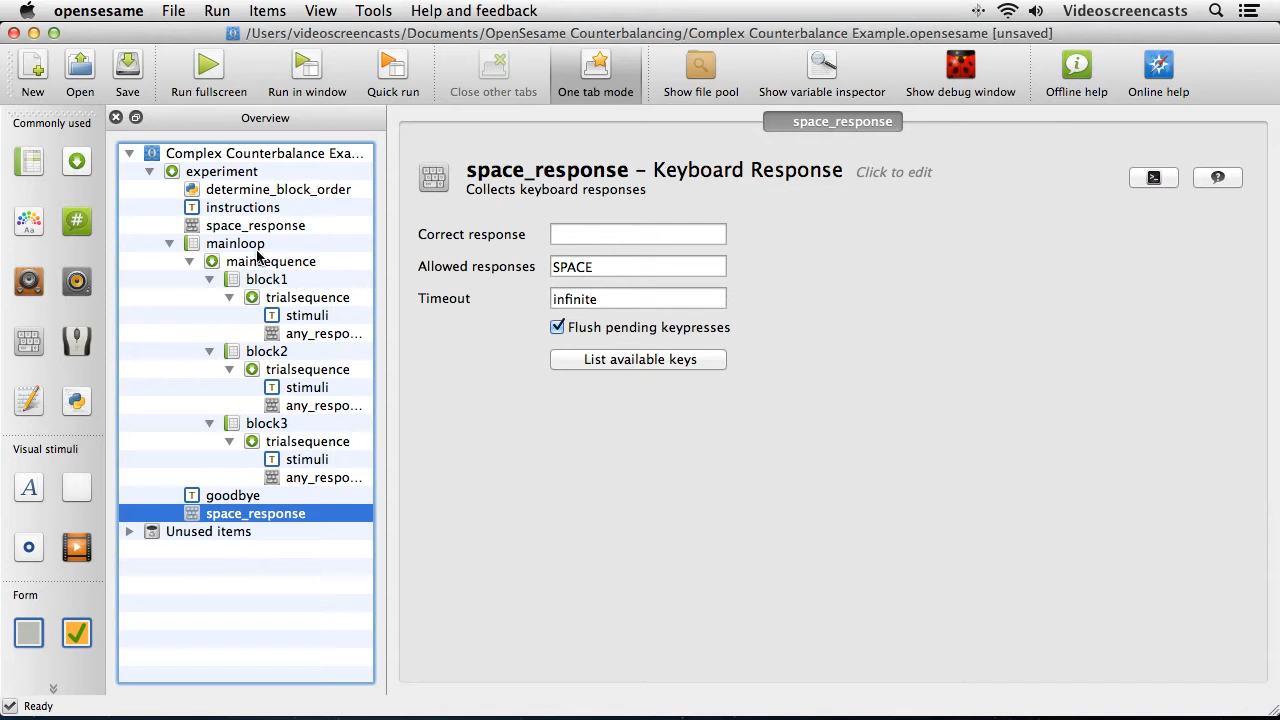 opensesame File Run Items View Tools Help and feedback Videoscreencasts
/Users/videoscreencasts/Documents/OpenSesame Counterbalancing/Complex Counterbalance Example.opensesame [unsaved]
New Open Save Run fullscreen Run in window Quick run Close other tabs One tab mode Show file pool Show variable inspector Show debug window Offline help Online help
Commonly used
Overview
space_response
Complex Counterbalance Exa...
experiment
determine_block_order
instructions
space_response
mainloop
mainsequence
block1
trialsequence
stimuli
any_respo...
block2
trialsequence
stimuli
any_respo...
block3
trialsequence
stimuli
any_respo...
goodbye
space_response
Unused items
space_response – Keyboard Response Click to edit
Collects keyboard responses
Correct response
Allowed responses SPACE
Timeout infinite
Flush pending keypresses
List available keys
Aa
Visual stimuli
A
Form
Ready